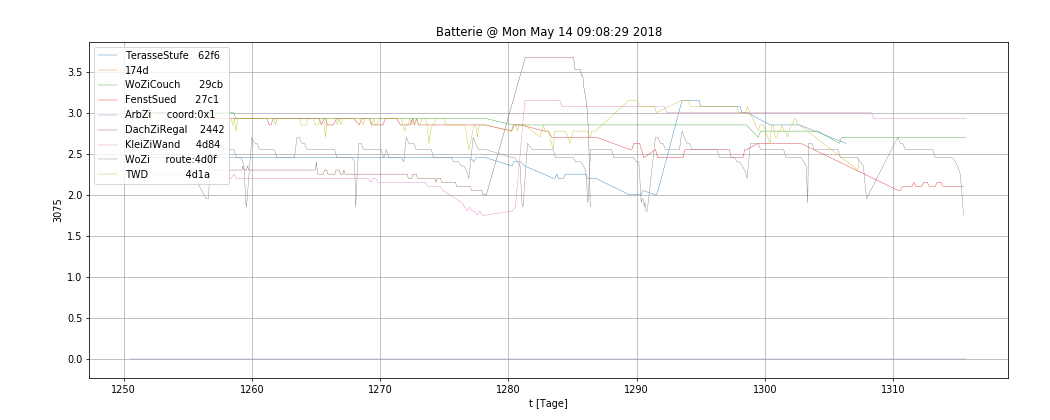 Batterie @ Mon May 14 09:08:29 2018
TerasseStufe 62f6
174d
WoZiCouch 29cb
FenstSued 27c1
ArbZi coord:0x1
DachZiRegal 2442
KleiZiWand 4d84
WoZi route:4d0f
TWD 4d1a
3.5
3.0
2.5
2.0
1.5
1.0
0.5
0.0
3075
1250 1260 1270 1280 1290 1300 1310
t [Tage]